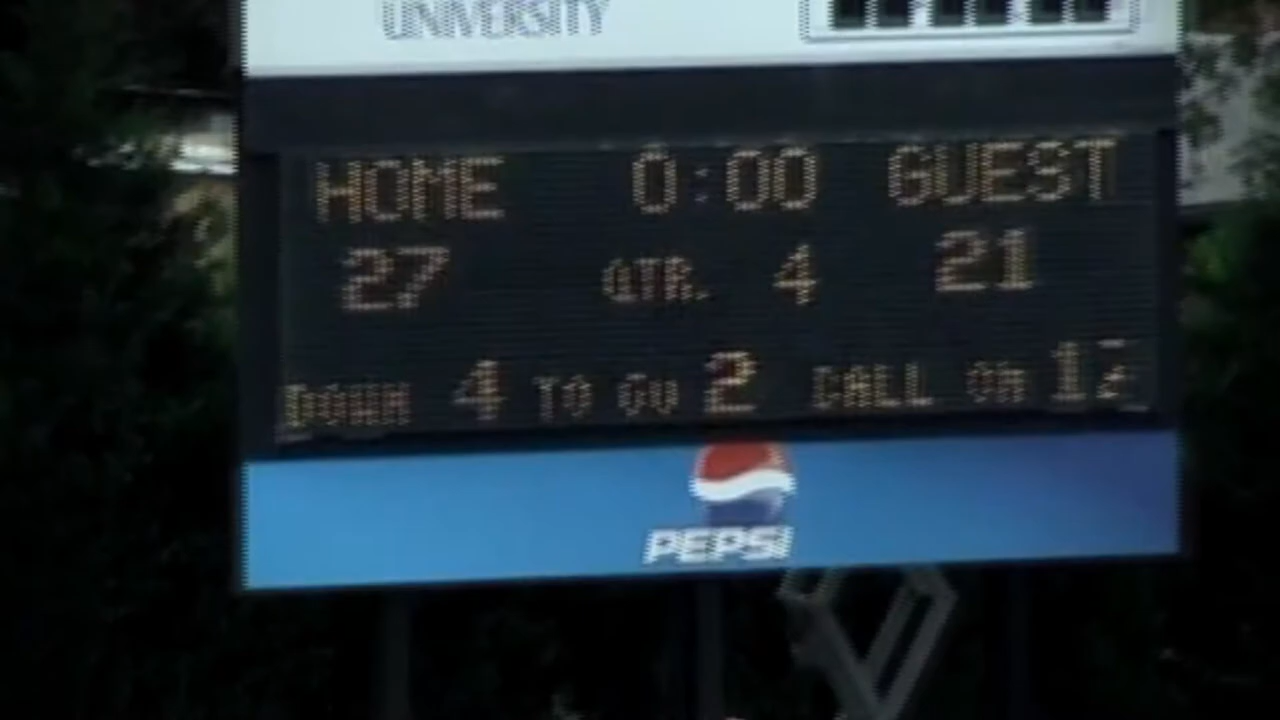 UNIVERSITY
HOME 0:00 GUEST
27 QTR. 4 21
DOWN 4 TO GO 2 BALL ON 12
PEPSI